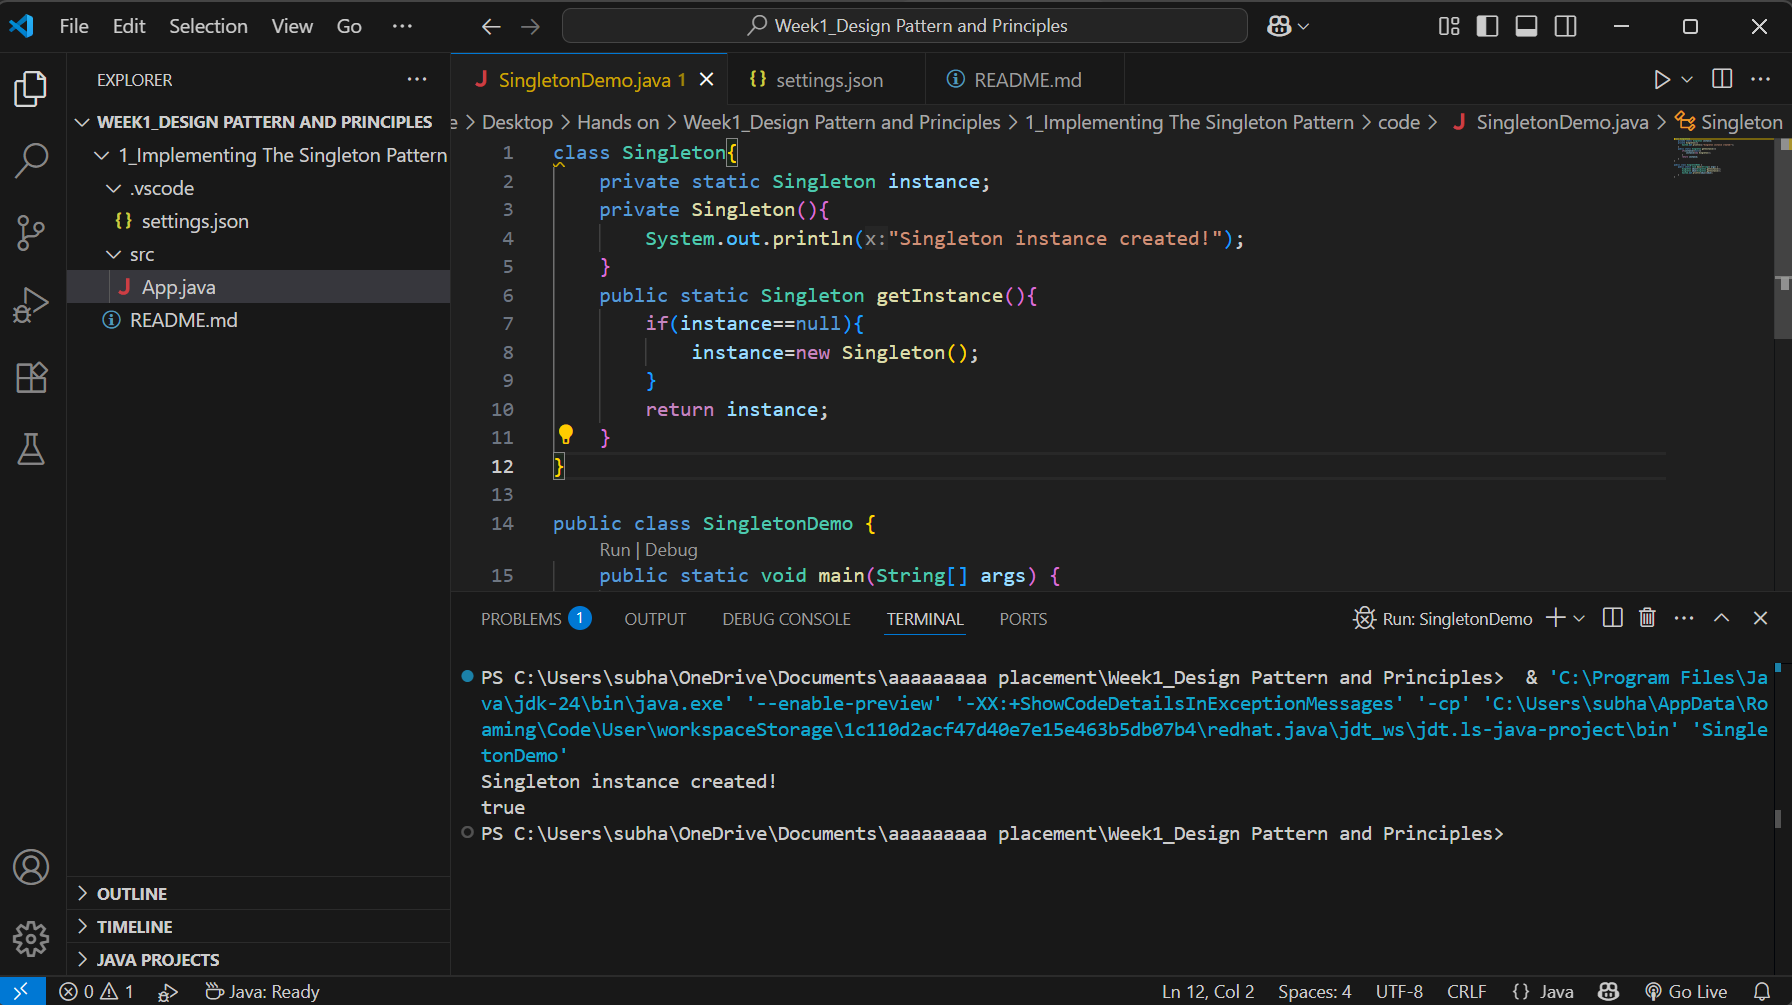 File Edit Selection View Go ···
Week1_Design Pattern and Principles
EXPLORER
WEEK1_DESIGN PATTERN AND PRINCIPLES
1_Implementing The Singleton Pattern
.vscode
{} settings.json
src
J App.java
README.md
OUTLINE
TIMELINE
JAVA PROJECTS
J SingletonDemo.java 1
{} settings.json
README.md
e > Desktop > Hands on > Week1_Design Pattern and Principles > 1_Implementing The Singleton Pattern > code > J SingletonDemo.java > Singleton
1 class Singleton{
2 private static Singleton instance;
3 private Singleton(){
4 System.out.println(x:"Singleton instance created!");
5 }
6 public static Singleton getInstance(){
7 if(instance==null){
8 instance=new Singleton();
9 }
10 return instance;
11 }
12 }
13
14 public class SingletonDemo {
Run | Debug
15 public static void main(String[] args) {
PROBLEMS 1 OUTPUT DEBUG CONSOLE TERMINAL PORTS
Run: SingletonDemo
PS C:\Users\subha\OneDrive\Documents\aaaaaaaaa placement\Week1_Design Pattern and Principles> & 'C:\Program Files\Ja
va\jdk-24\bin\java.exe' '--enable-preview' '-XX:+ShowCodeDetailsInExceptionMessages' '-cp' 'C:\Users\subha\AppData\Ro
aming\Code\User\workspaceStorage\1c110d2acf47d40e7e15e463b5db07b4\redhat.java\jdt_ws\jdt.ls-java-project\bin' 'Single
tonDemo'
Singleton instance created!
true
PS C:\Users\subha\OneDrive\Documents\aaaaaaaaa placement\Week1_Design Pattern and Principles>
0 1 Java: Ready
Ln 12, Col 2 Spaces: 4 UTF-8 CRLF {} Java Go Live